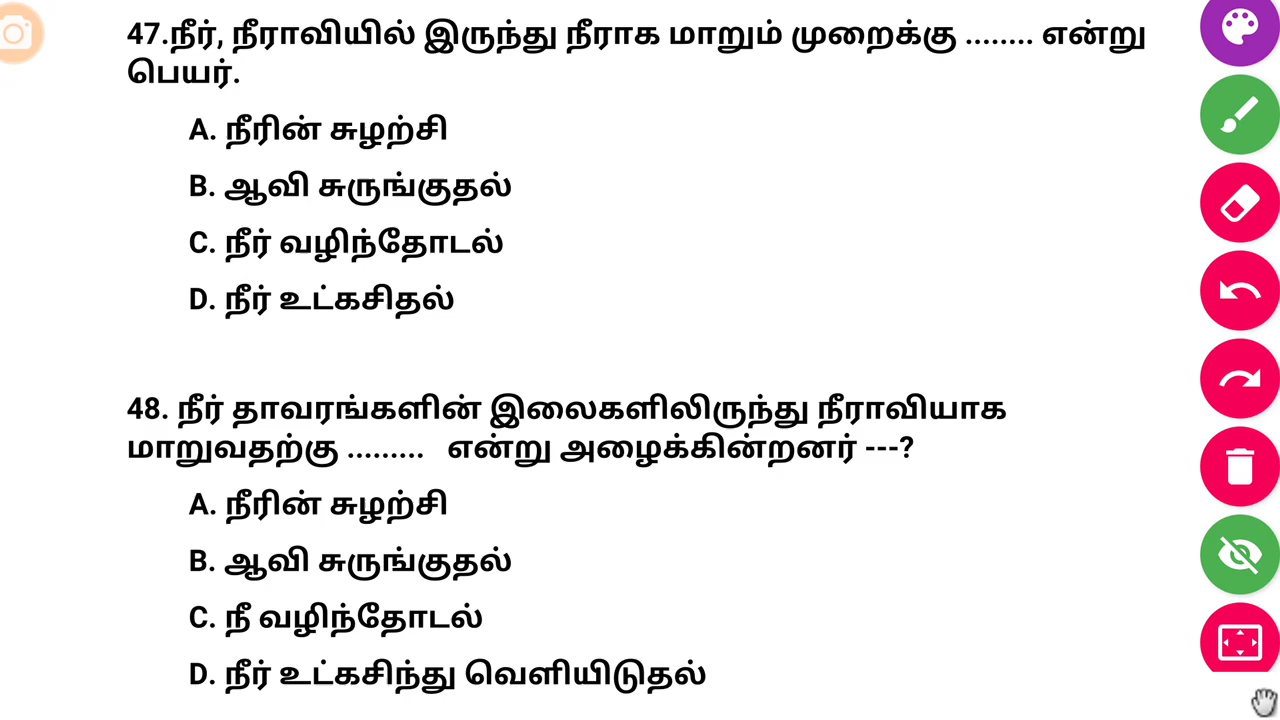 47.நீர், நீராவியில் இருந்து நீராக மாறும் முறைக்கு ........ என்று
பெயர்.
A. நீரின் சுழற்சி
B. ஆவி சுருங்குதல்
C. நீர் வழிந்தோடல்
D. நீர் உட்கசிதல்
48. நீர் தாவரங்களின் இலைகளிலிருந்து நீராவியாக
மாறுவதற்கு ......... என்று அழைக்கின்றனர் ---?
A. நீரின் சுழற்சி
B. ஆவி சுருங்குதல்
C. நீ வழிந்தோடல்
D. நீர் உட்கசிந்து வெளியிடுதல்